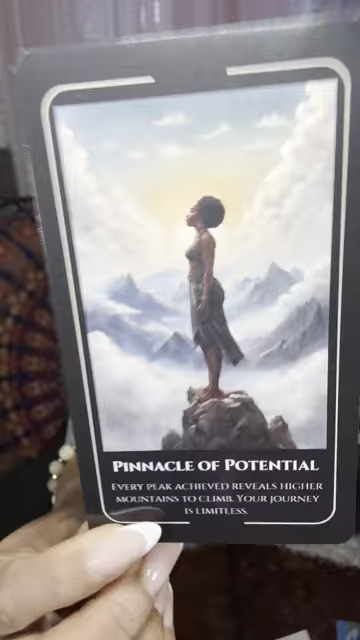 PINNACLE OF POTENTIAL
EVERY PEAK ACHIEVED REVEALS HIGHER
MOUNTAINS TO CLIMB. YOUR JOURNEY
IS LIMITLESS.